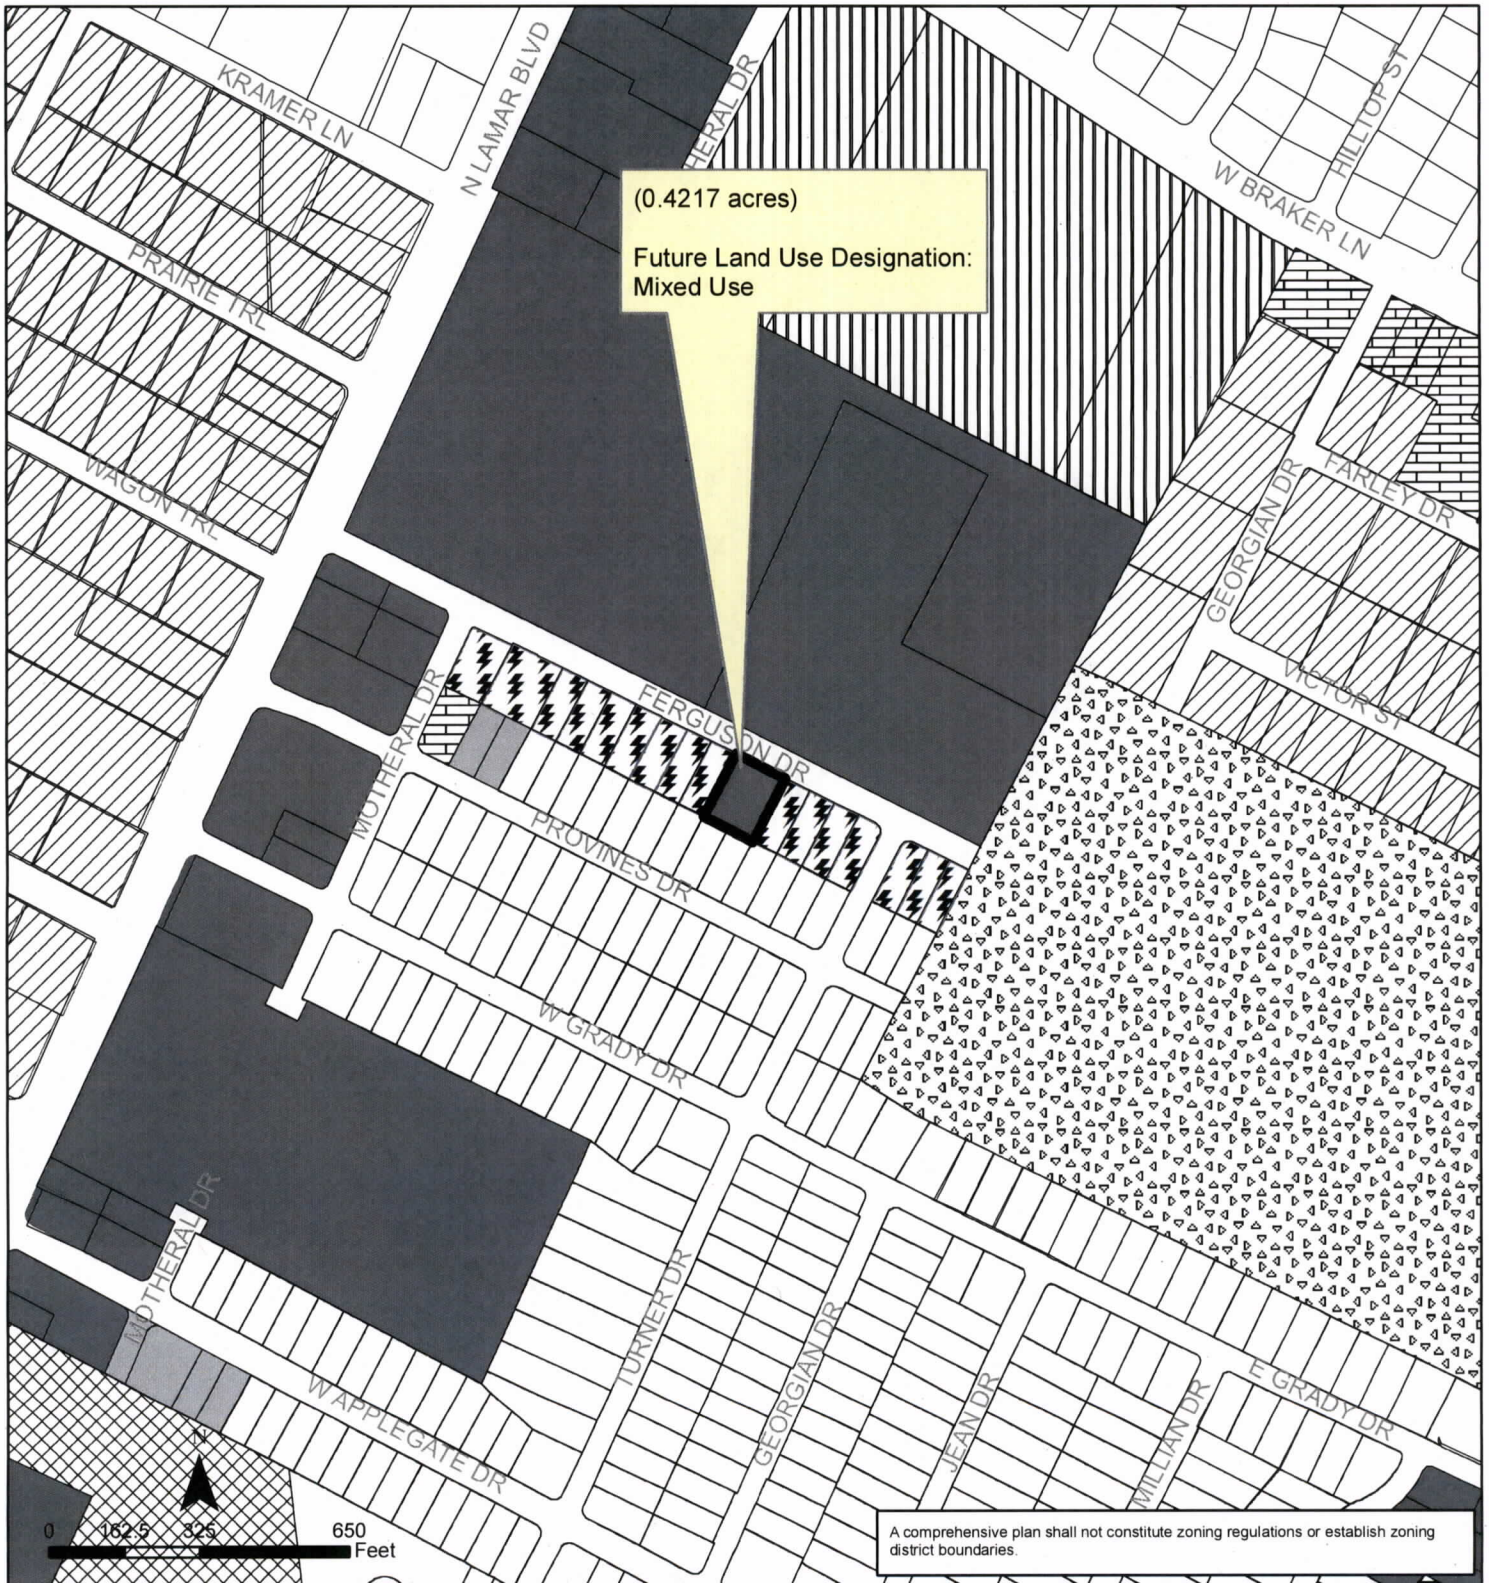 KRAMER LN
N LAMAR BLVD
HERAL DR
HILLTOP ST
W BRAKER LN
(0.4217 acres)
Future Land Use Designation:
Mixed Use
PRAIRIE TRL
WAGON TRL
FARLEY DR
GEORGIAN DR
VICTOR ST
FERGUSON DR
MOTHERAL DR
PROVINES DR
W GRADY DR
MOTHERAL DR
TURNER DR
GEORGIAN DR
JEAN DR
MILLIAN DR
E GRADY DR
W APPLEGATE DR
N
0 162.5 325 650
Feet
A comprehensive plan shall not constitute zoning regulations or establish zoning
district boundaries.